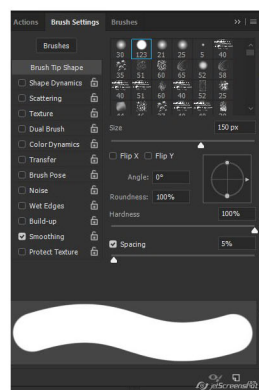 Actions Brush Settings Brushes
Brushes
Brush Tip Shape
Shape Dynamics
Scattering
Texture
Dual Brush
Color Dynamics
Transfer
Brush Pose
Noise
Wet Edges
Build-up
Smoothing
Protect Texture
30 123 21 25 5 40
35 51 60 65 52 58
40 51 60 40 52 25
Size 150 px
Flip X Flip Y
Angle: 0°
Roundness: 100%
Hardness 100%
Spacing 5%
jetScreenshot